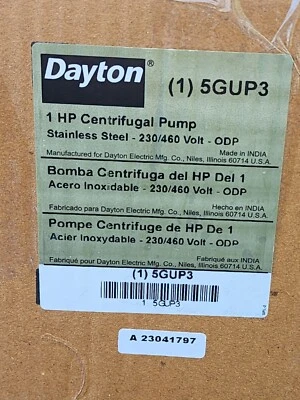 Dayton® (1) 5GUP3
1 HP Centrifugal Pump
Stainless Steel - 230/460 Volt - ODP
Made in INDIA
Manufactured for Dayton Electric Mfg. Co., Niles, Illinois 60714 U.S.A.
Bomba Centrifuga del HP Del 1
Acero Inoxidable - 230/460 Volt - ODP
Hecho en INDIA
Fabricado para Dayton Electric Mfg. Co., Niles, Illinois 60714 U.S.A.
Pompe Centrifuge de HP De 1
Acier Inoxydable - 230/460 Volt - ODP
Fabriqué aux INDIA
Fabriqué pour Dayton Electric Mfg. Co., Niles, Illinois 60714 U.S.A.
(1) 5GUP3
1 5GUP3
A 23041797